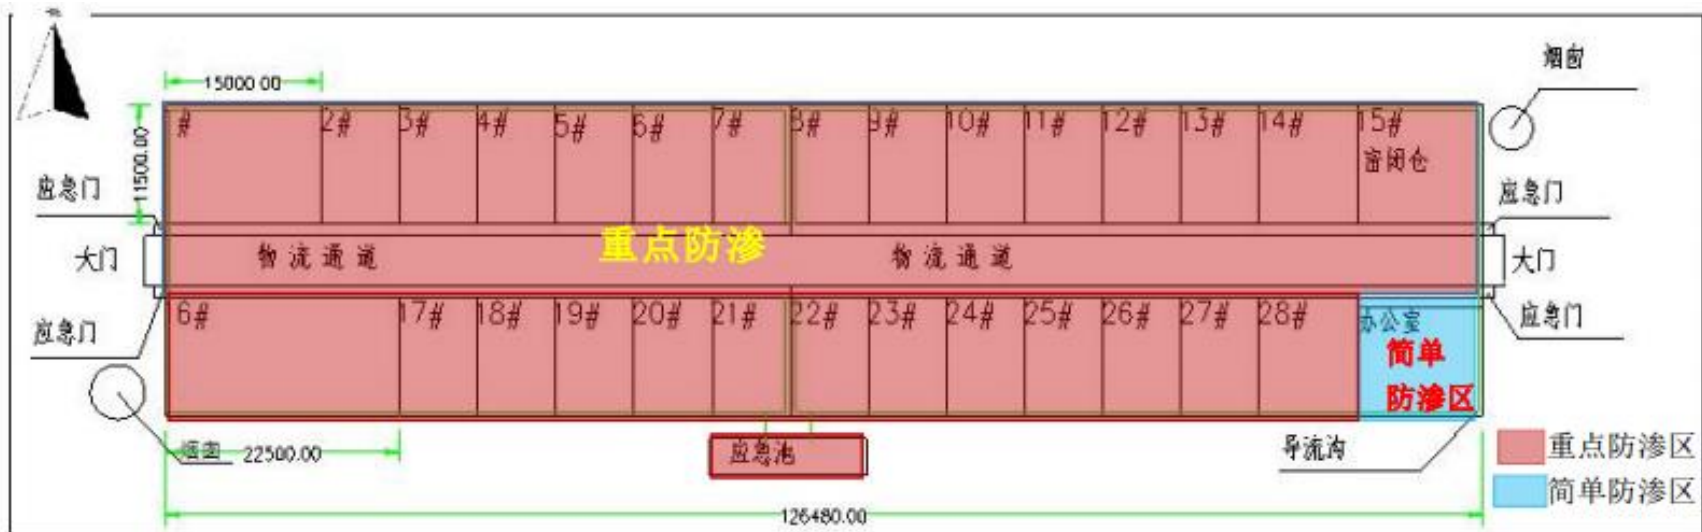 15000.00
烟囱
#
2#
3#
4#
5#
6#
7#
8#
9#
10#
11#
12#
13#
14#
15#
密闭仓
11500.00
应急门
应急门
大门
物流通道
重点防渗
物流通道
大门
6#
17#
18#
19#
20#
21#
22#
23#
24#
25#
26#
27#
28#
办公室
简单
防渗区
应急门
应急门
烟囱
22500.00
应急池
导流沟
重点防渗区
简单防渗区
126480.00